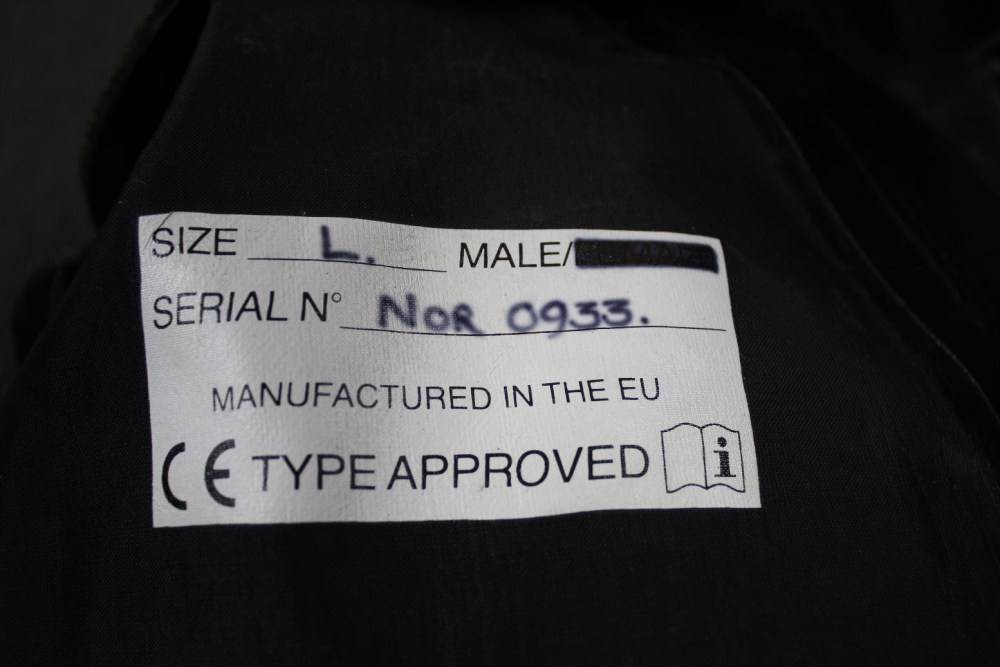 SIZE L. MALE/
SERIAL N° NOR 0933.
MANUFACTURED IN THE EU
CE TYPE APPROVED i